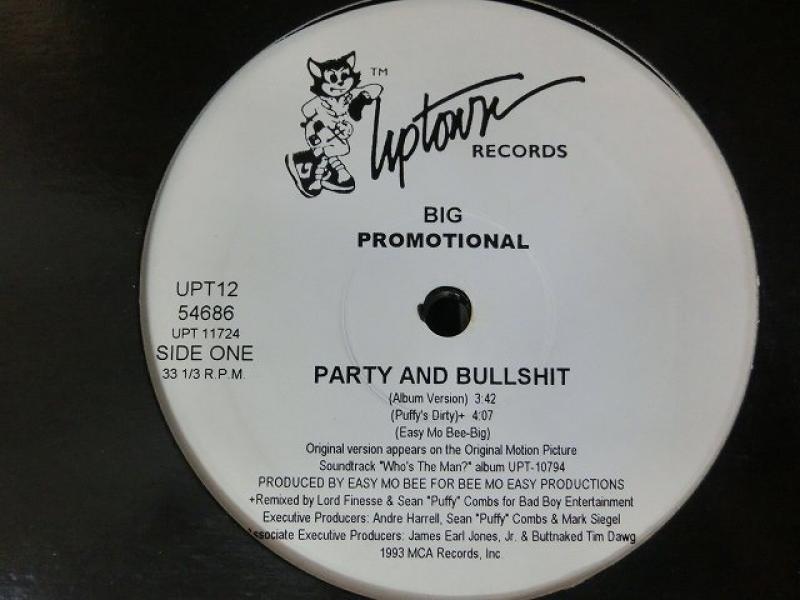 TM
Uptown
RECORDS
BIG
PROMOTIONAL
UPT12
54686
UPT 11724
SIDE ONE
33 1/3 R.P.M.
PARTY AND BULLSHIT
(Album Version) 3:42
(Puffy's Dirty)+ 4:07
(Easy Mo Bee-Big)
Original version appears on the Original Motion Picture
Soundtrack "Who's The Man?" album UPT-10794
PRODUCED BY EASY MO BEE FOR BEE MO EASY PRODUCTIONS
+Remixed by Lord Finesse & Sean "Puffy" Combs for Bad Boy Entertainment
Executive Producers: Andre Harrell, Sean "Puffy" Combs & Mark Siegel
Associate Executive Producers: James Earl Jones, Jr. & Buttnaked Tim Dawg
1993 MCA Records, Inc